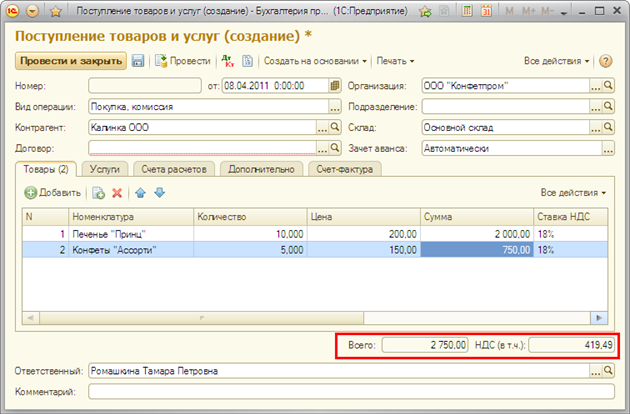 Поступление товаров и услуг (создание) - Бухгалтерия пр... (1С:Предприятие)
M M+ M-
Поступление товаров и услуг (создание) *
Провести и закрыть Провести Дт Кт Создать на основании Печать Все действия ?
Номер: от: 08.04.2011 0:00:00 Организация: ООО "Конфетпром"
Вид операции: Покупка, комиссия Подразделение:
Контрагент: Калинка ООО Склад: Основной склад
Договор: Зачет аванса: Автоматически
Товары (2) Услуги Счета расчетов Дополнительно Счет-фактура
Добавить Все действия
N Номенклатура Количество Цена Сумма Ставка НДС
1 Печенье "Принц" 10,000 200,00 2 000,00 18%
2 Конфеты "Ассорти" 5,000 150,00 750,00 18%
Всего: 2 750,00 НДС (в т.ч.): 419,49
Ответственный: Ромашкина Тамара Петровна
Комментарий: